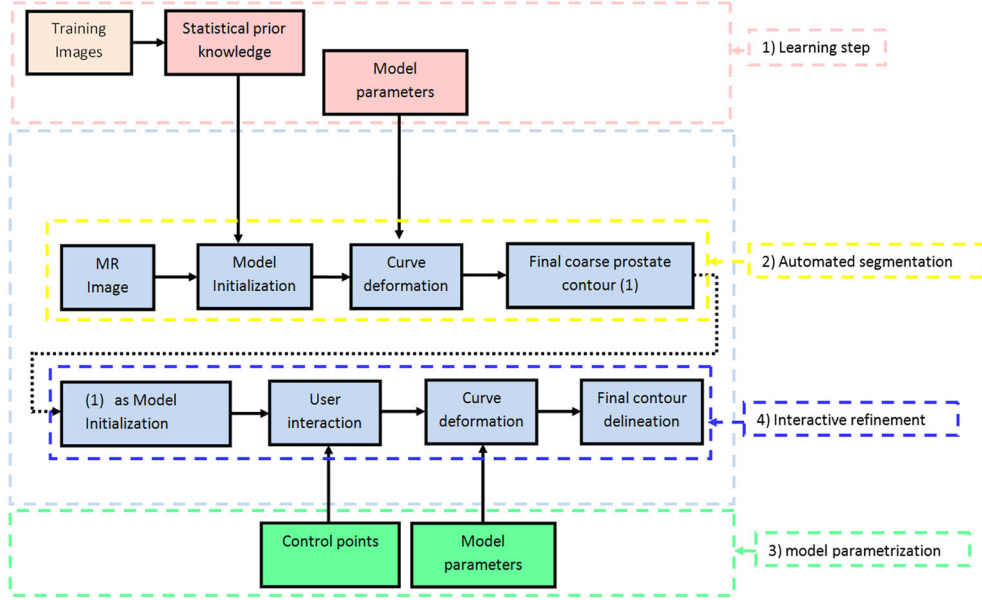 Training
Images
Statistical prior
knowledge
Model
parameters
1) Learning step
MR
Image
Model
Initialization
Curve
deformation
Final coarse prostate
contour (1)
2) Automated segmentation
(1) as Model
Initialization
User
interaction
Curve
deformation
Final contour
delineation
4) Interactive refinement
Control points
Model
parameters
3) model parametrization